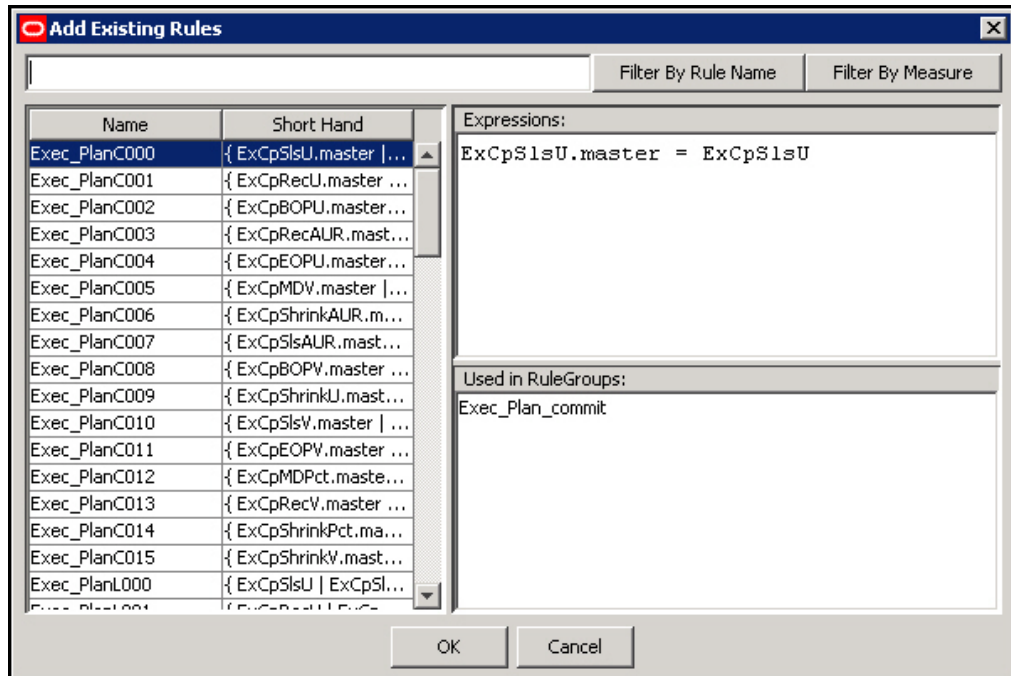 Add Existing Rules
Filter By Rule Name Filter By Measure
Name Short Hand
Exec_PlanC000 { ExCpSlsU.master |...
Exec_PlanC001 { ExCpRecU.master ...
Exec_PlanC002 { ExCpBOPU.master...
Exec_PlanC003 { ExCpRecAUR.mast...
Exec_PlanC004 { ExCpEOPU.master...
Exec_PlanC005 { ExCpMDV.master |...
Exec_PlanC006 { ExCpShrinkAUR.m...
Exec_PlanC007 { ExCpSlsAUR.mast...
Exec_PlanC008 { ExCpBOPV.master ...
Exec_PlanC009 { ExCpShrinkU.mast...
Exec_PlanC010 { ExCpSlsV.master | ...
Exec_PlanC011 { ExCpEOPV.master ...
Exec_PlanC012 { ExCpMDPct.maste...
Exec_PlanC013 { ExCpRecV.master ...
Exec_PlanC014 { ExCpShrinkPct.ma...
Exec_PlanC015 { ExCpShrinkV.mast...
Exec_PlanL000 { ExCpSlsU | ExCpSl...
Expressions:
ExCpSlsU.master = ExCpSlsU
Used in RuleGroups:
Exec_Plan_commit
OK Cancel